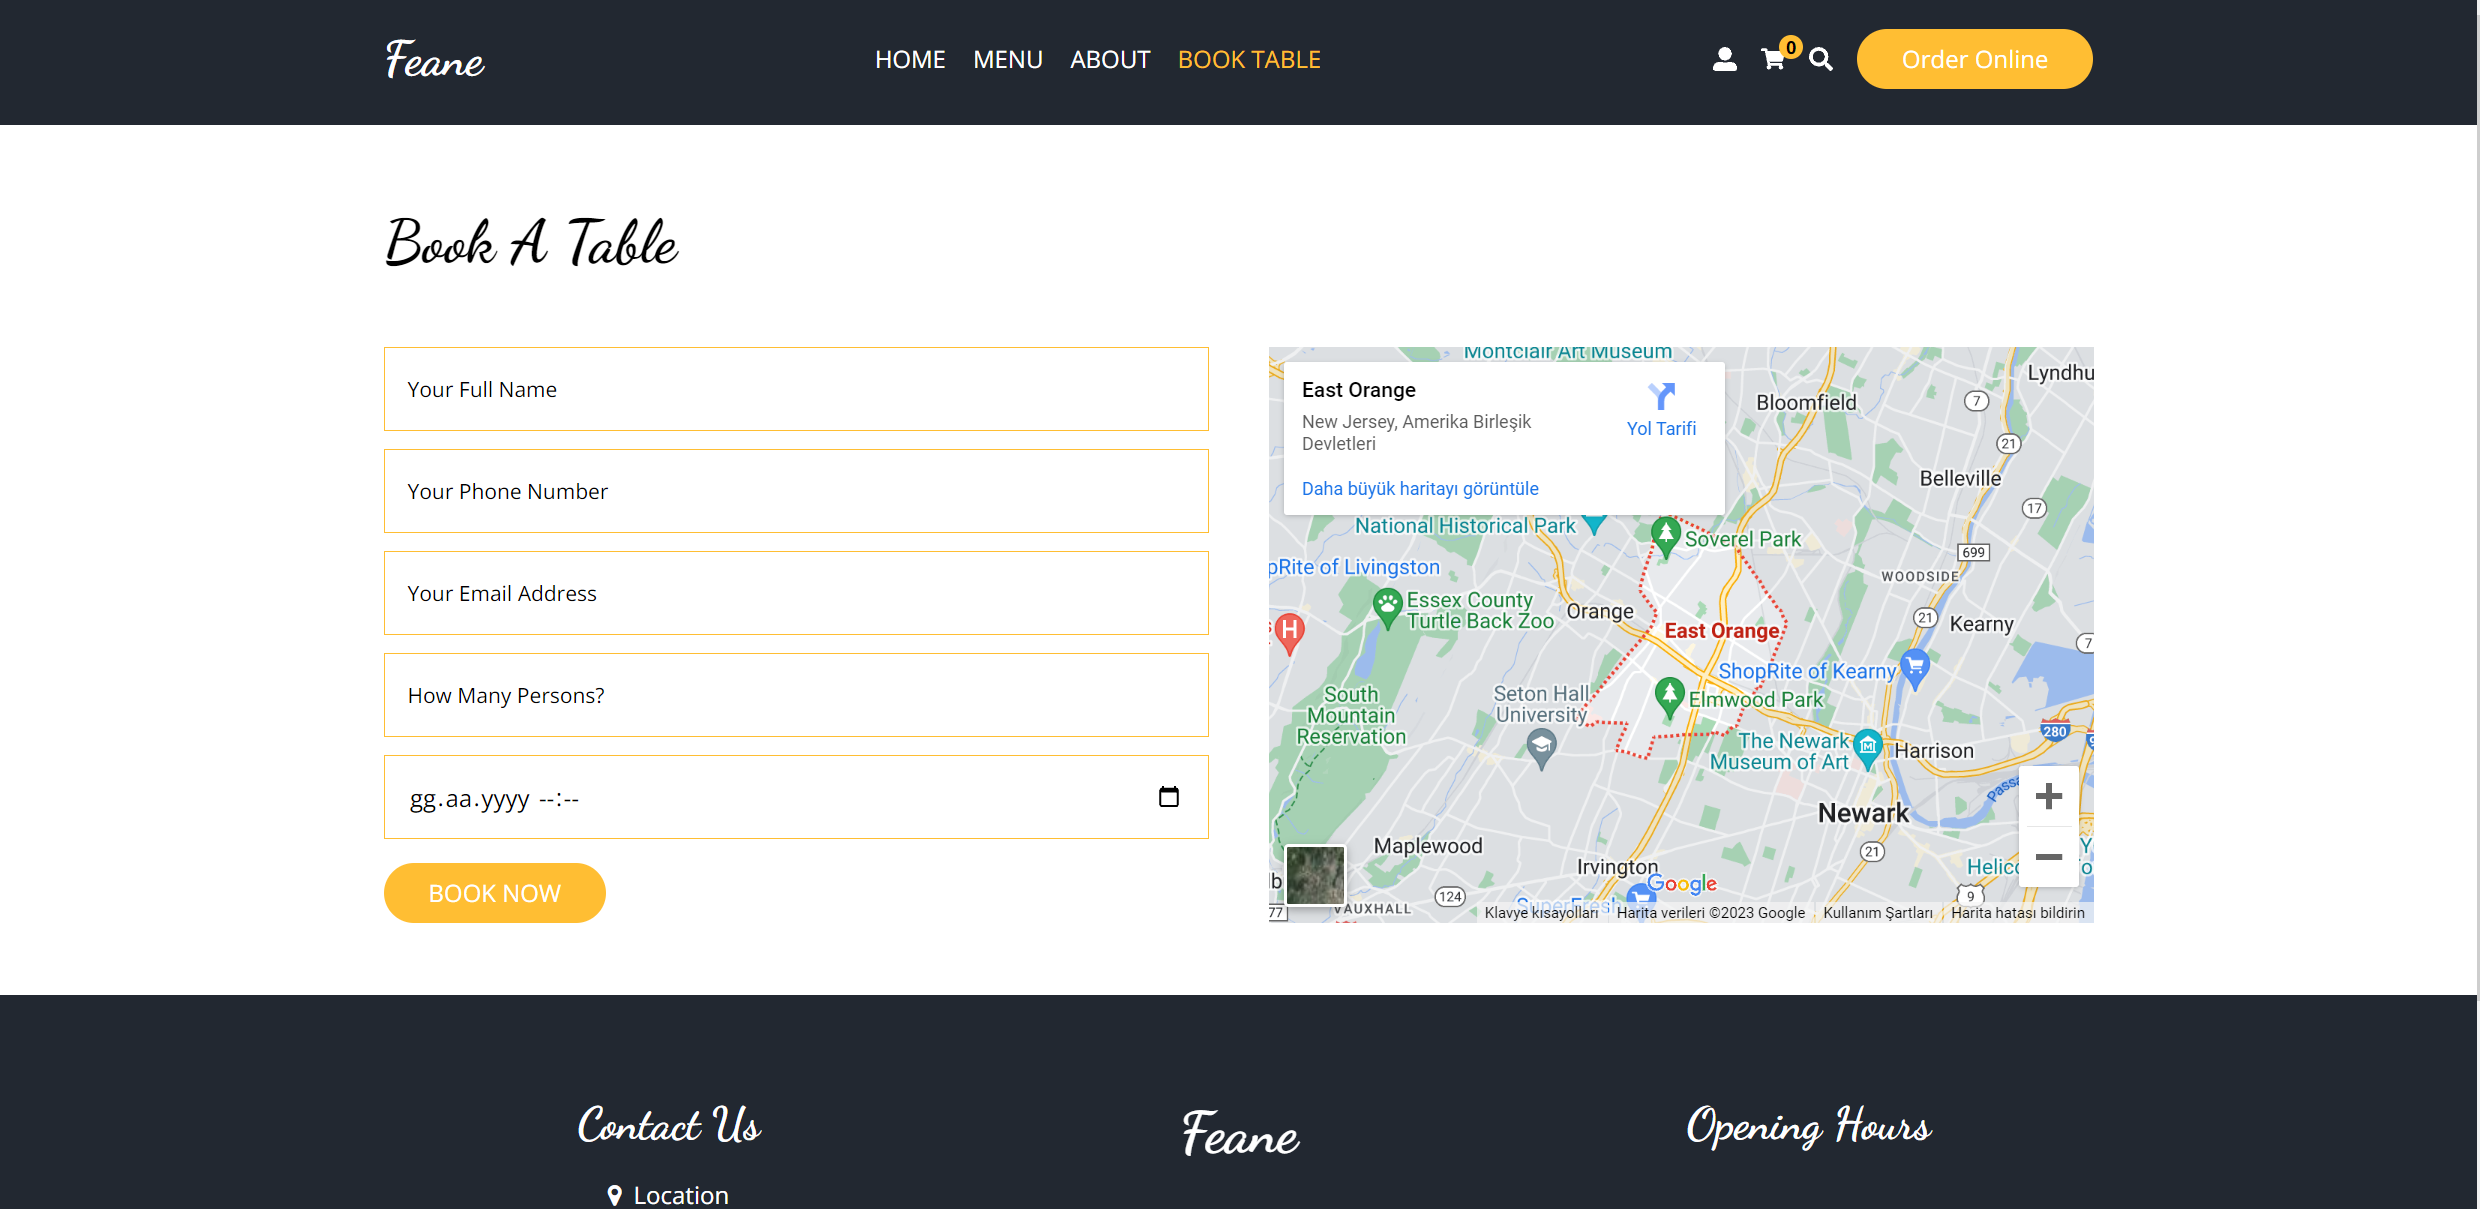 Feane
HOME MENU ABOUT BOOK TABLE
0
Order Online
Book A Table
Your Full Name
Your Phone Number
Your Email Address
How Many Persons?
gg.aa.yyyy --:--
BOOK NOW
Montclair Art Museum
East Orange
New Jersey, Amerika Birleşik
Devletleri
Yol Tarifi
Daha büyük haritayı görüntüle
Lyndhu
Bloomfield
7
21
Belleville
17
National Historical Park
Soverel Park
699
pRite of Livingston
WOODSIDE
Essex County
Turtle Back Zoo
Orange
21
Kearny
H
East Orange
7
ShopRite of Kearny
South
Mountain
Reservation
Seton Hall
University
Elmwood Park
280
The Newark
Museum of Art
Harrison
Passa
Newark
Maplewood
21
Irvington
Helic
Google
124
9
77
VAUXHALL
SuperFresh
Klavye kısayolları
Harita verileri ©2023 Google
Kullanım Şartları
Harita hatası bildirin
Contact Us
Feane
Opening Hours
Location